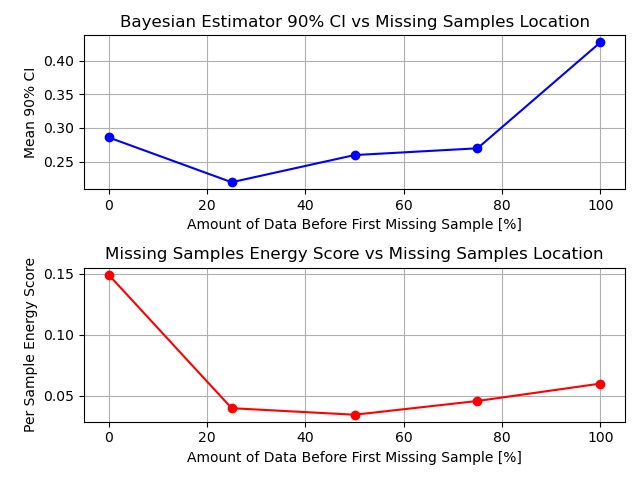 Bayesian Estimator 90% CI vs Missing Samples Location
Mean 90% CI
0.40
0.35
0.30
0.25
0 20 40 60 80 100
Amount of Data Before First Missing Sample [%]
Missing Samples Energy Score vs Missing Samples Location
Per Sample Energy Score
0.15
0.10
0.05
0 20 40 60 80 100
Amount of Data Before First Missing Sample [%]